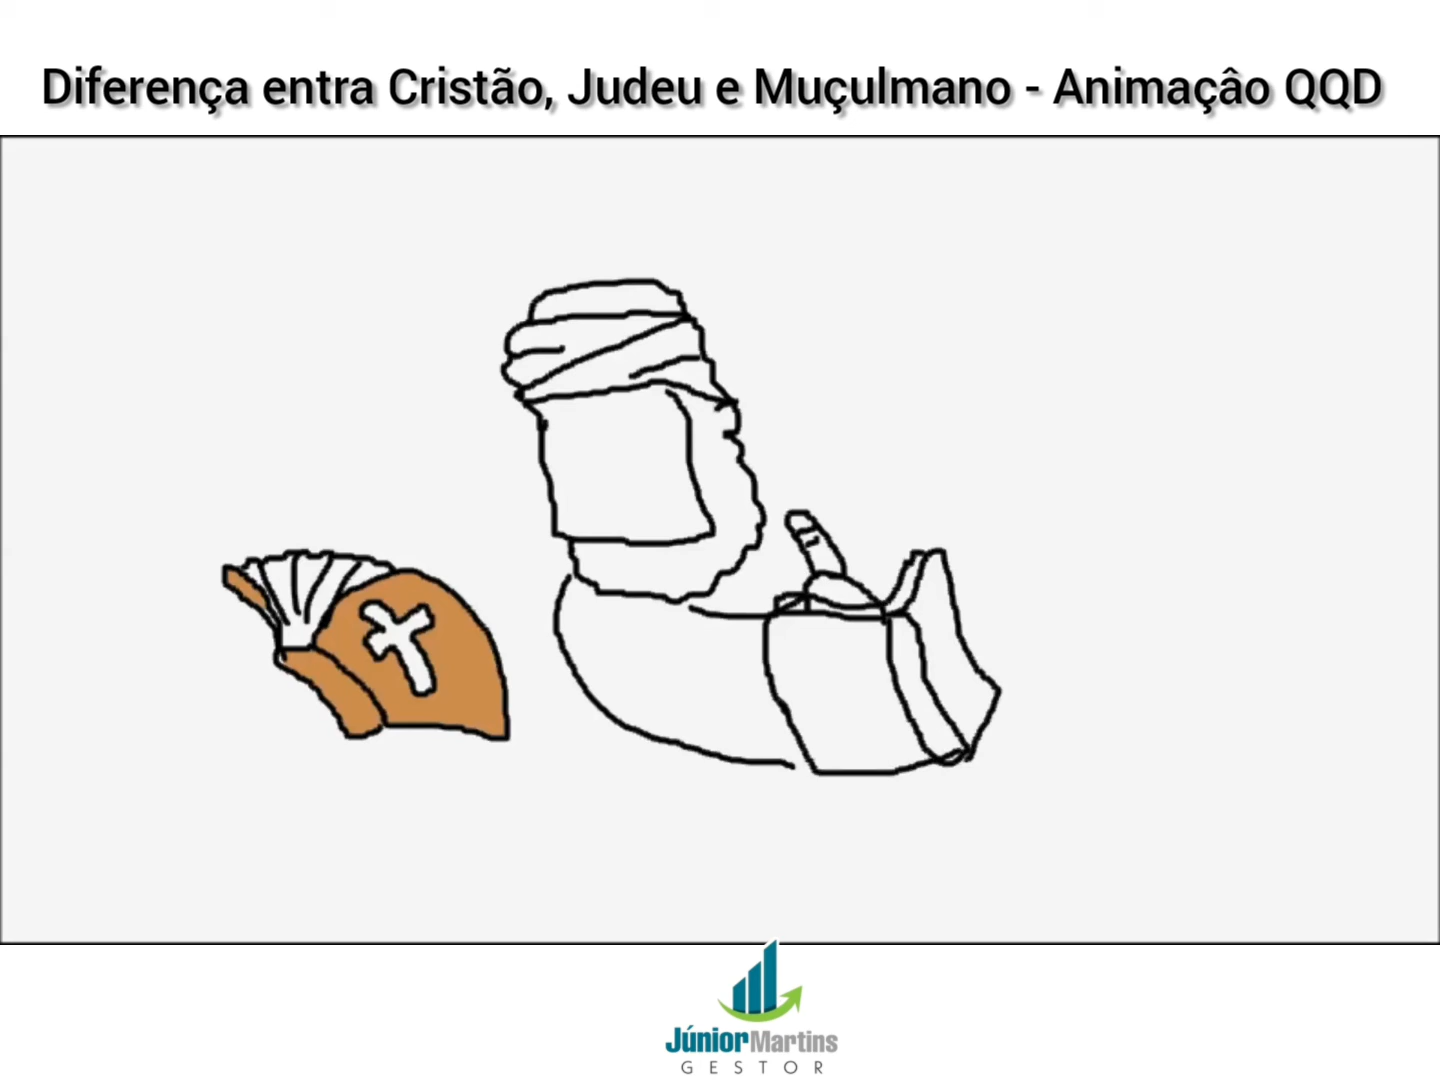 Diferença entra Cristão, Judeu e Muçulmano - Animaçâo QQD
JúniorMartins
GESTOR